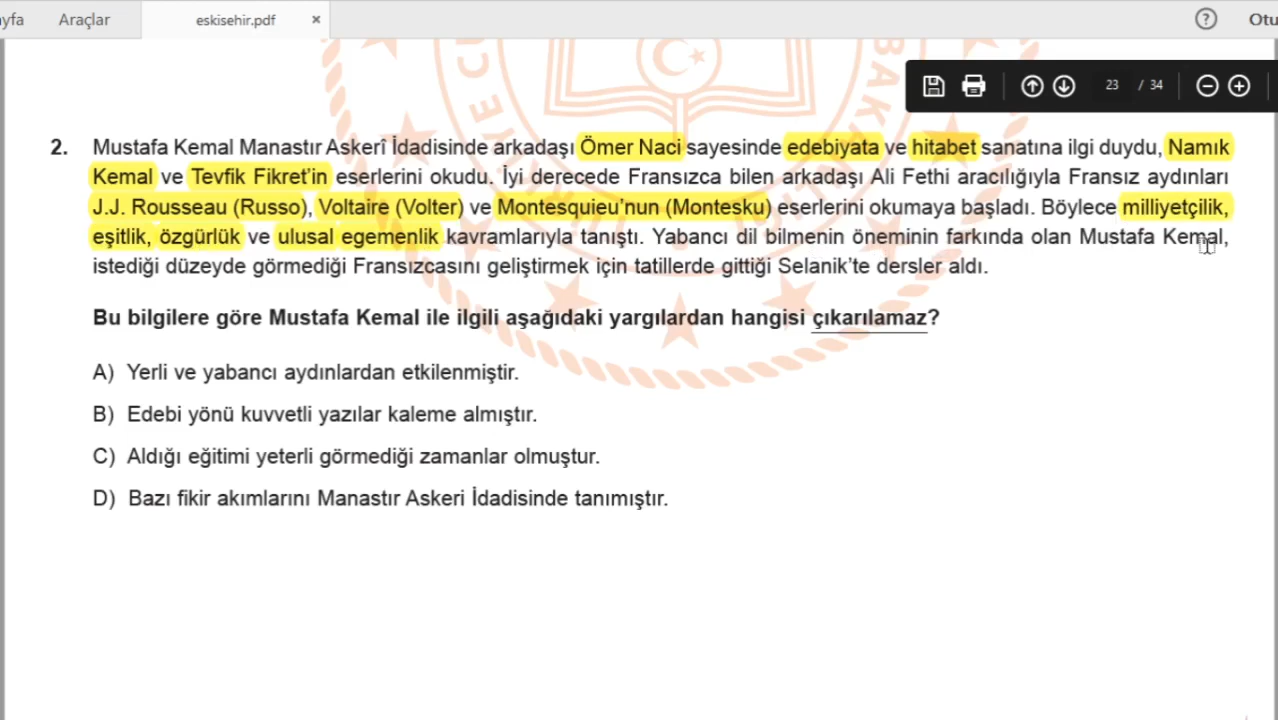 ayfa Araçlar eskisehir.pdf × ? Otu
23 / 34
2. Mustafa Kemal Manastır Askerî İdadisinde arkadaşı Ömer Naci sayesinde edebiyata ve hitabet sanatına ilgi duydu, Namık
Kemal ve Tevfik Fikret'in eserlerini okudu. İyi derecede Fransızca bilen arkadaşı Ali Fethi aracılığıyla Fransız aydınları
J.J. Rousseau (Russo), Voltaire (Volter) ve Montesquieu'nun (Montesku) eserlerini okumaya başladı. Böylece milliyetçilik,
eşitlik, özgürlük ve ulusal egemenlik kavramlarıyla tanıştı. Yabancı dil bilmenin öneminin farkında olan Mustafa Kemal,
istediği düzeyde görmediği Fransızcasını geliştirmek için tatillerde gittiği Selanik'te dersler aldı.
Bu bilgilere göre Mustafa Kemal ile ilgili aşağıdaki yargılardan hangisi çıkarılamaz?
A) Yerli ve yabancı aydınlardan etkilenmiştir.
B) Edebi yönü kuvvetli yazılar kaleme almıştır.
C) Aldığı eğitimi yeterli görmediği zamanlar olmuştur.
D) Bazı fikir akımlarını Manastır Askeri İdadisinde tanımıştır.